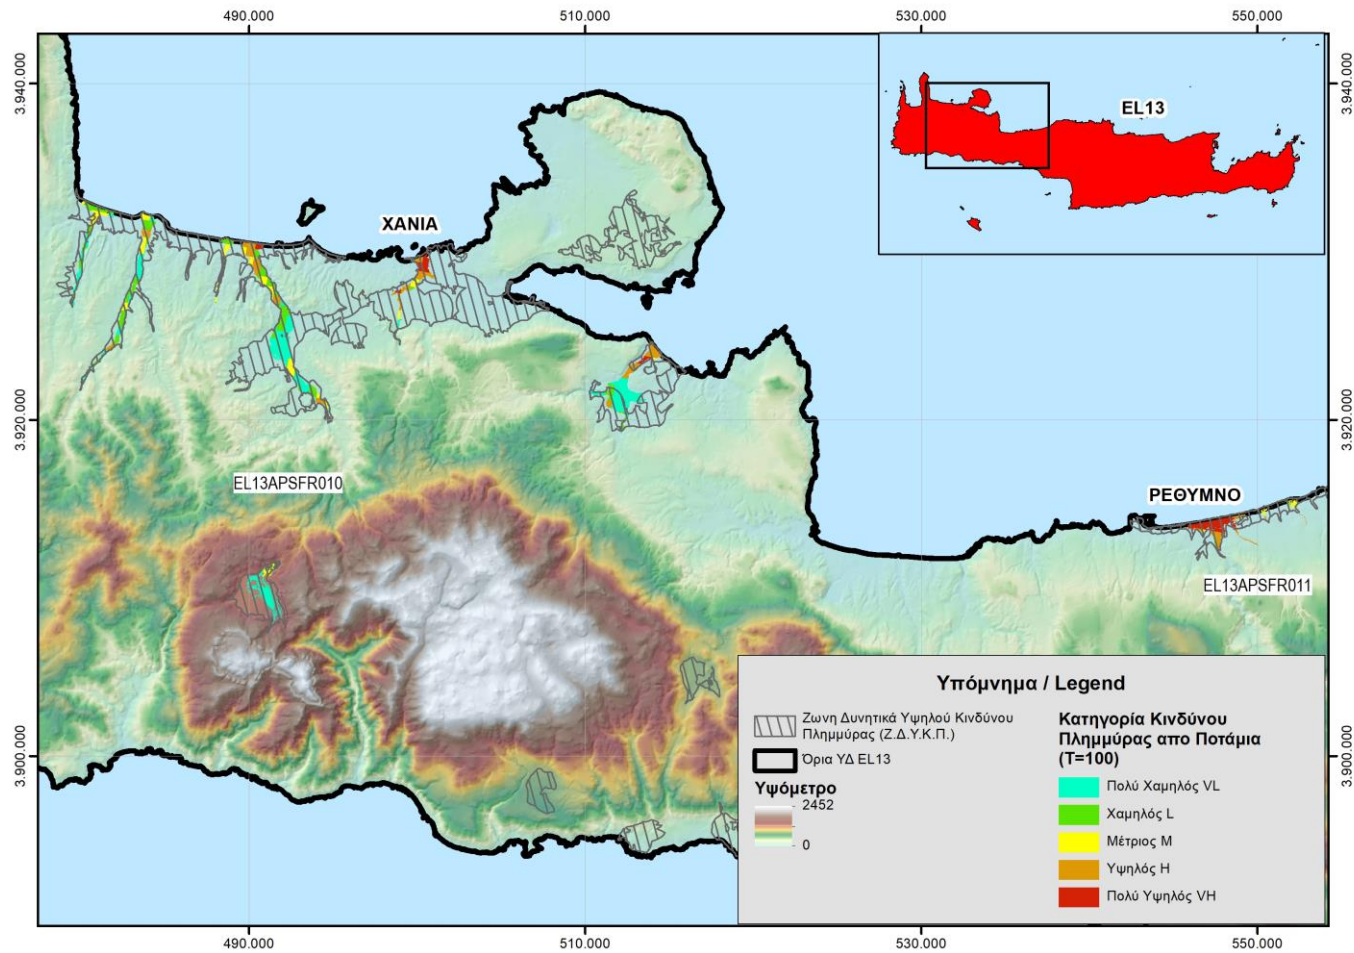 490.000
510.000
530.000
550.000
3.940.000
3.940.000
EL13
ΧΑΝΙΑ
3.920.000
3.920.000
EL13APSFR010
ΡΕΘΥΜΝΟ
EL13APSFR011
3.900.000
3.900.000
Υπόμνημα / Legend
Ζωνη Δυνητικά Υψηλού Κινδύνου
Πλημμύρας (Ζ.Δ.Υ.Κ.Π.)
Όρια ΥΔ EL13
Υψόμετρο
2452
0
Κατηγορία Κινδύνου
Πλημμύρας απο Ποτάμια
(T=100)
Πολύ Χαμηλός VL
Χαμηλός L
Μέτριος M
Υψηλός H
Πολύ Υψηλός VH
490.000
510.000
530.000
550.000